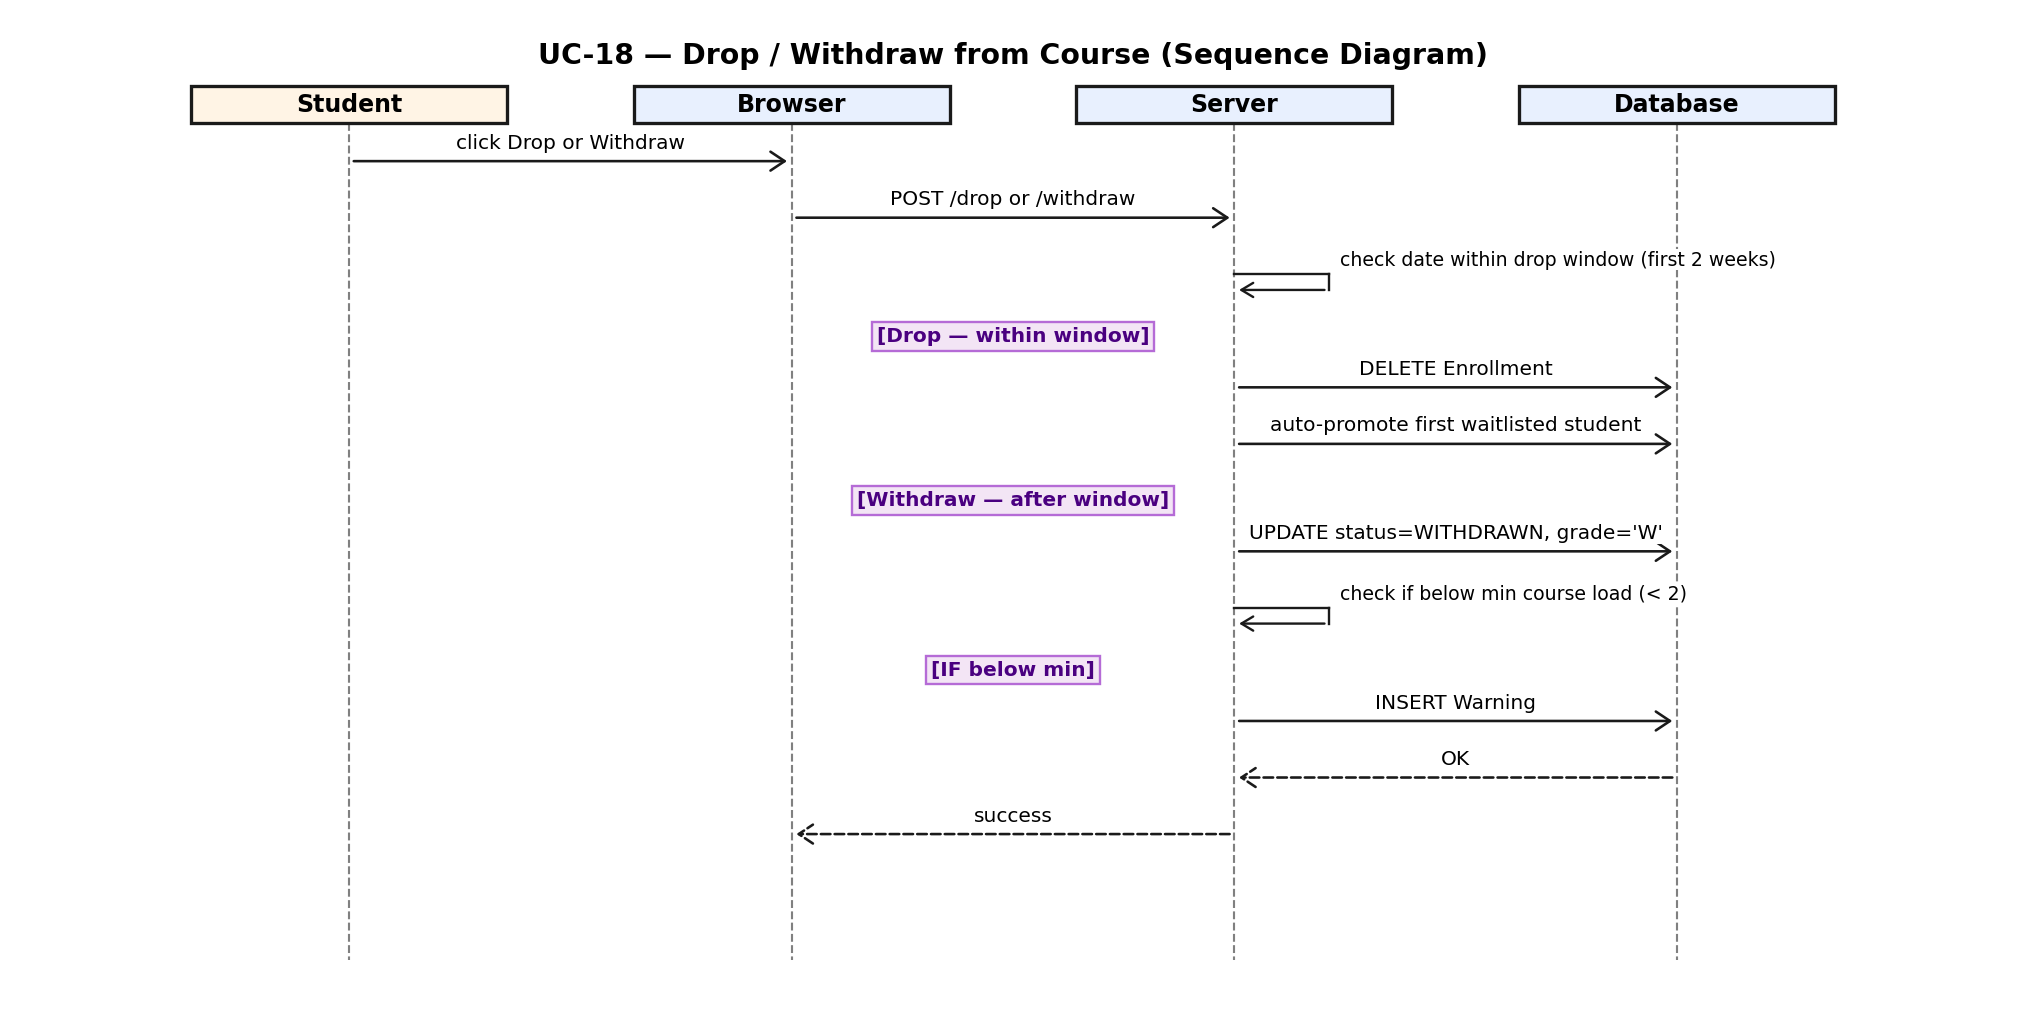 UC-18 — Drop / Withdraw from Course (Sequence Diagram)
Student
Browser
Server
Database
click Drop or Withdraw
POST /drop or /withdraw
check date within drop window (first 2 weeks)
[Drop — within window]
DELETE Enrollment
auto-promote first waitlisted student
[Withdraw — after window]
UPDATE status=WITHDRAWN, grade='W'
check if below min course load (< 2)
[IF below min]
INSERT Warning
OK
success